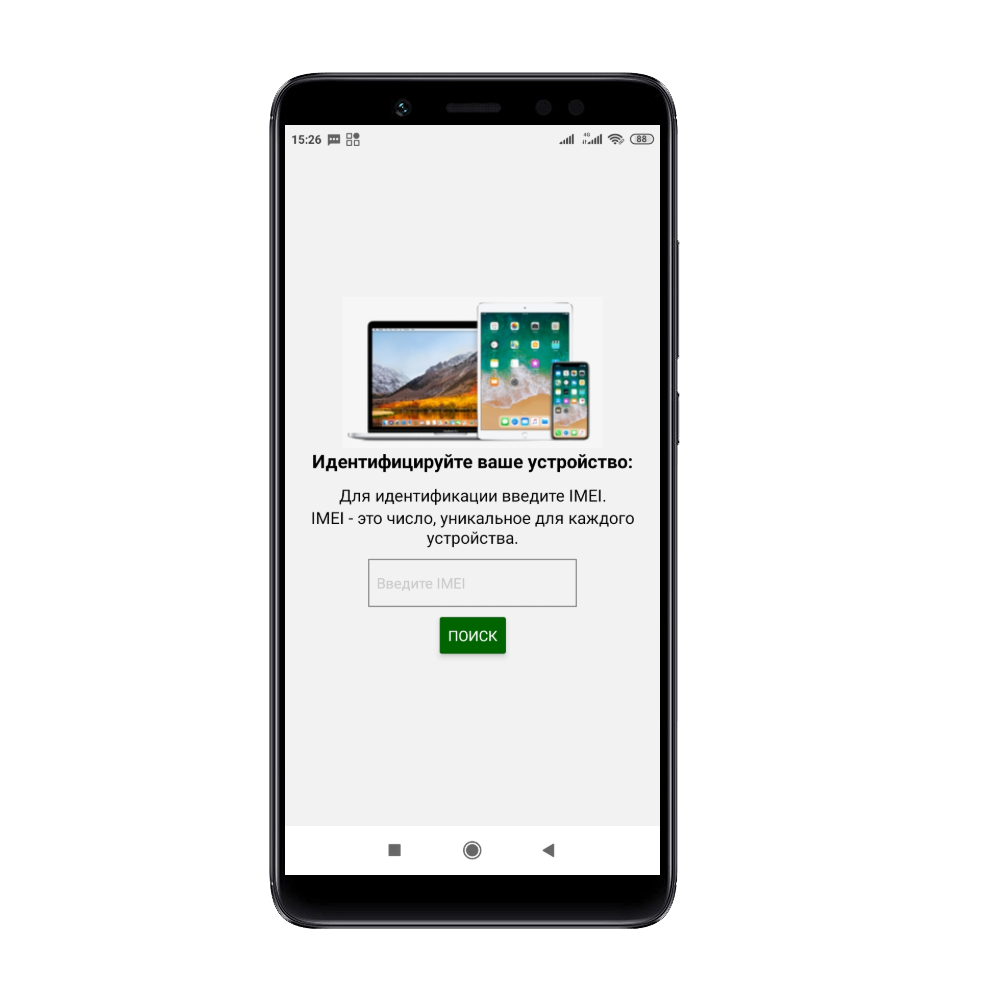 15:26
4G
88
Идентифицируйте ваше устройство:
Для идентификации введите IMEI.
IMEI - это число, уникальное для каждого
устройства.
Введите IMEI
ПОИСК